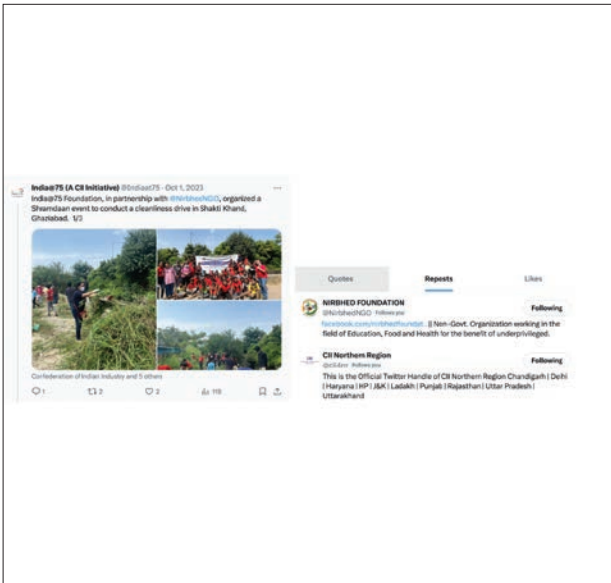 India@75 (A CII Initiative) @Indiaat75 · Oct 1, 2023
India@75 Foundation, in partnership with @NirbhedNGO, organized a
Shramdaan event to conduct a cleanliness drive in Shakti Khand,
Ghaziabad. 1/3
Confederation of Indian Industry and 5 others
1 2 2 118
Quotes Reposts Likes
NIRBHED FOUNDATION
@NirbhedNGO Follows you
Following
facebook.com/nirbhedfoundat... || Non-Govt. Organization working in the
field of Education, Food and Health for the benefit of underprivileged.
CII Northern Region
Follows you
Following
This is the Official Twitter Handle of CII Northern Region Chandigarh | Delhi
| Haryana | HP | J&K | Ladakh | Punjab | Rajasthan | Uttar Pradesh |
Uttarakhand